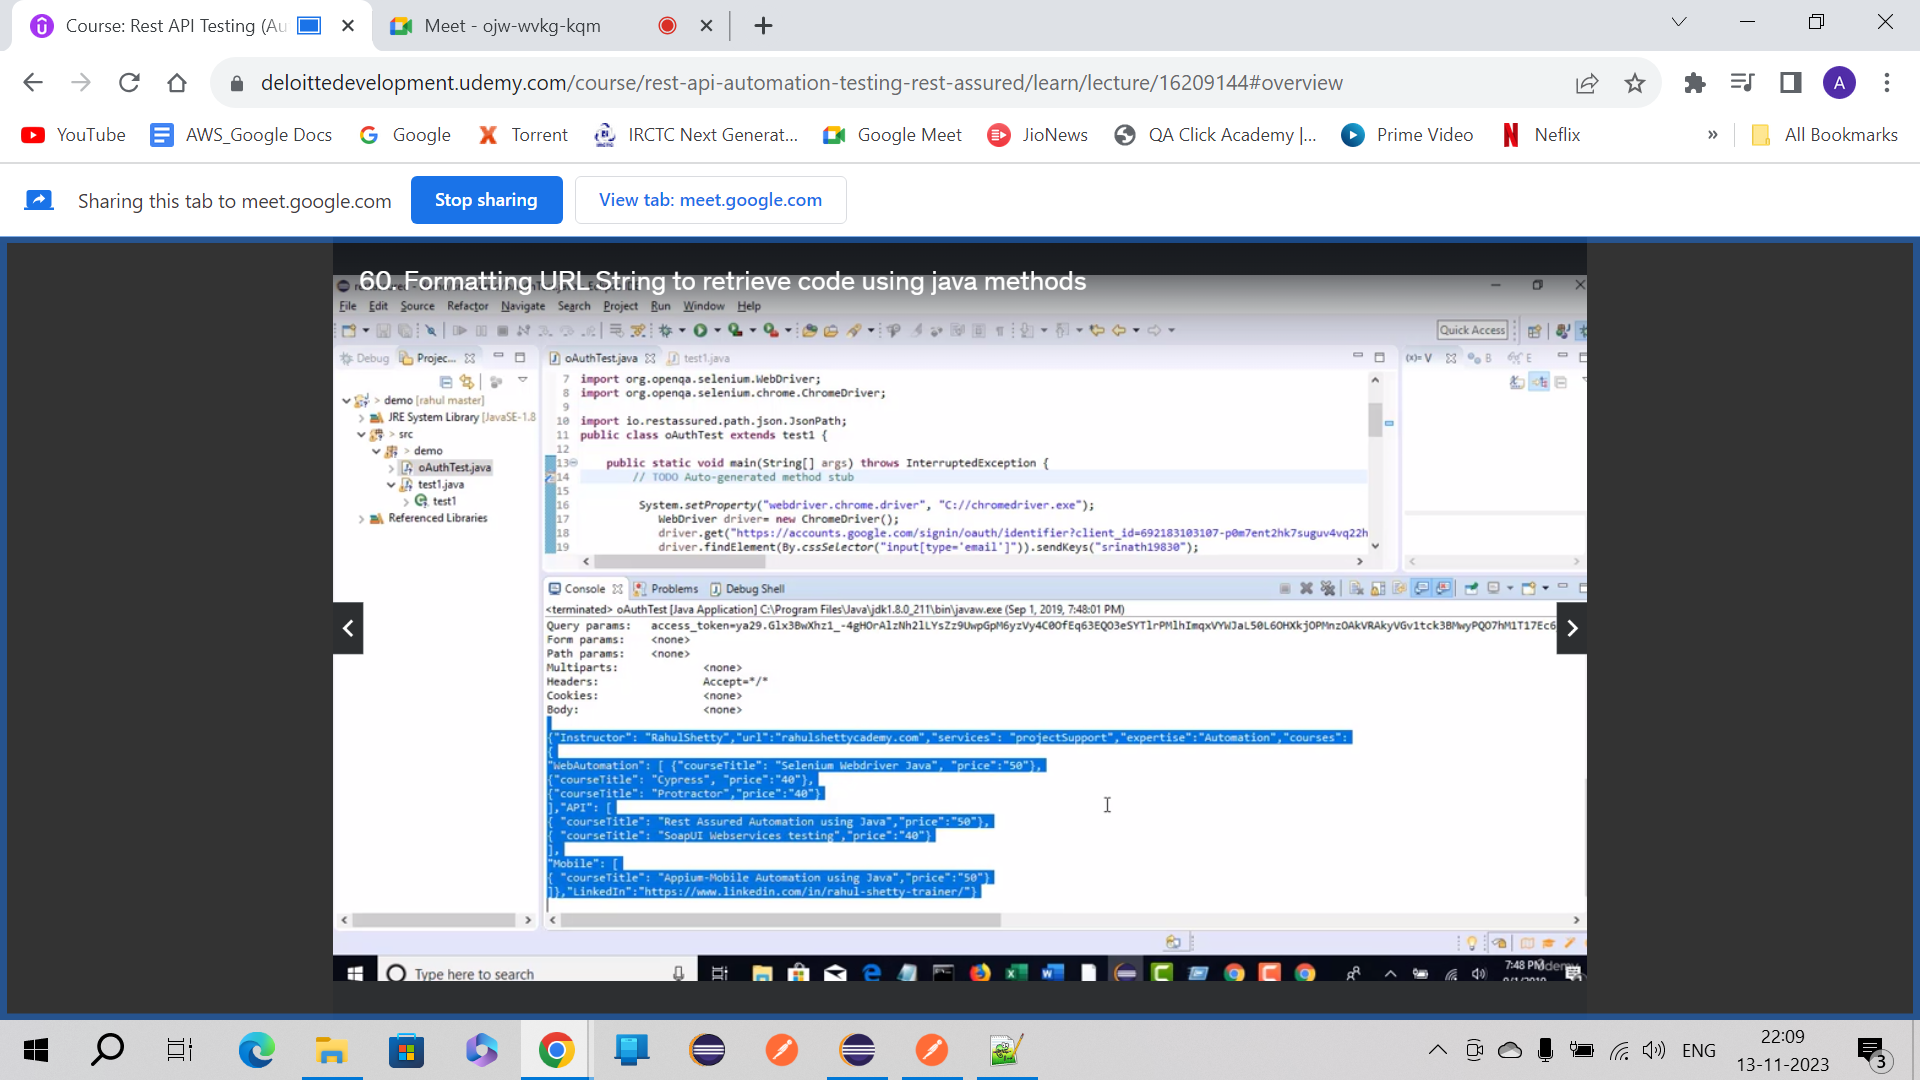 Course: Rest API Testing (Au
Meet - ojw-wvkg-kqm
deloittedevelopment.udemy.com/course/rest-api-automation-testing-rest-assured/learn/lecture/16209144#overview
A
YouTube AWS_Google Docs Google Torrent IRCTC Next Generat... Google Meet JioNews QA Click Academy |... Prime Video Neflix » All Bookmarks
Sharing this tab to meet.google.com Stop sharing View tab: meet.google.com
60. Formatting URL String to retrieve code using java methods
File Edit Source Refactor Navigate Search Project Run Window Help
Quick Access
Debug Projec... oAuthTest.java test1.java (x)= V B E
demo [rahul master]
JRE System Library [JavaSE-1.8
> src
> demo
oAuthTest.java
test1.java
test1
Referenced Libraries
7 import org.openqa.selenium.WebDriver;
8 import org.openqa.selenium.chrome.ChromeDriver;
9
10 import io.restassured.path.json.JsonPath;
11 public class oAuthTest extends test1 {
12
13 public static void main(String[] args) throws InterruptedException {
14 // TODO Auto-generated method stub
15
16 System.setProperty("webdriver.chrome.driver", "C://chromedriver.exe");
17 WebDriver driver= new ChromeDriver();
18 driver.get("https://accounts.google.com/signin/oauth/identifier?client_id=692183103107-p0m7ent2hk7suguv4vq22h
19 driver.findElement(By.cssSelector("input[type='email']")).sendKeys("srinath19830");
Console Problems Debug Shell
<terminated> oAuthTest [Java Application] C:\Program Files\Java\jdk1.8.0_211\bin\javaw.exe (Sep 1, 2019, 7:48:01 PM)
Query params:
Form params: <none>
Path params: <none>
Multiparts: <none>
Headers: Accept=*/*
Cookies: <none>
Body: <none>
{"Instructor": "RahulShetty","url":"rahulshettycademy.com","services": "projectSupport","expertise":"Automation","courses":
{
"WebAutomation": [ {"courseTitle": "Selenium Webdriver Java", "price":"50"},
{"courseTitle": "Cypress", "price":"40"},
{"courseTitle": "Protractor","price":"40"}
],"API": [
{ "courseTitle": "Rest Assured Automation using Java","price":"50"},
{ "courseTitle": "SoapUI Webservices testing","price":"40"}
],
"Mobile": [
{ "courseTitle": "Appium-Mobile Automation using Java","price":"50"}
]},"LinkedIn":"https://www.linkedin.com/in/rahul-shetty-trainer/"}
Type here to search
7:48 PM
ENG
22:09
13-11-2023
3